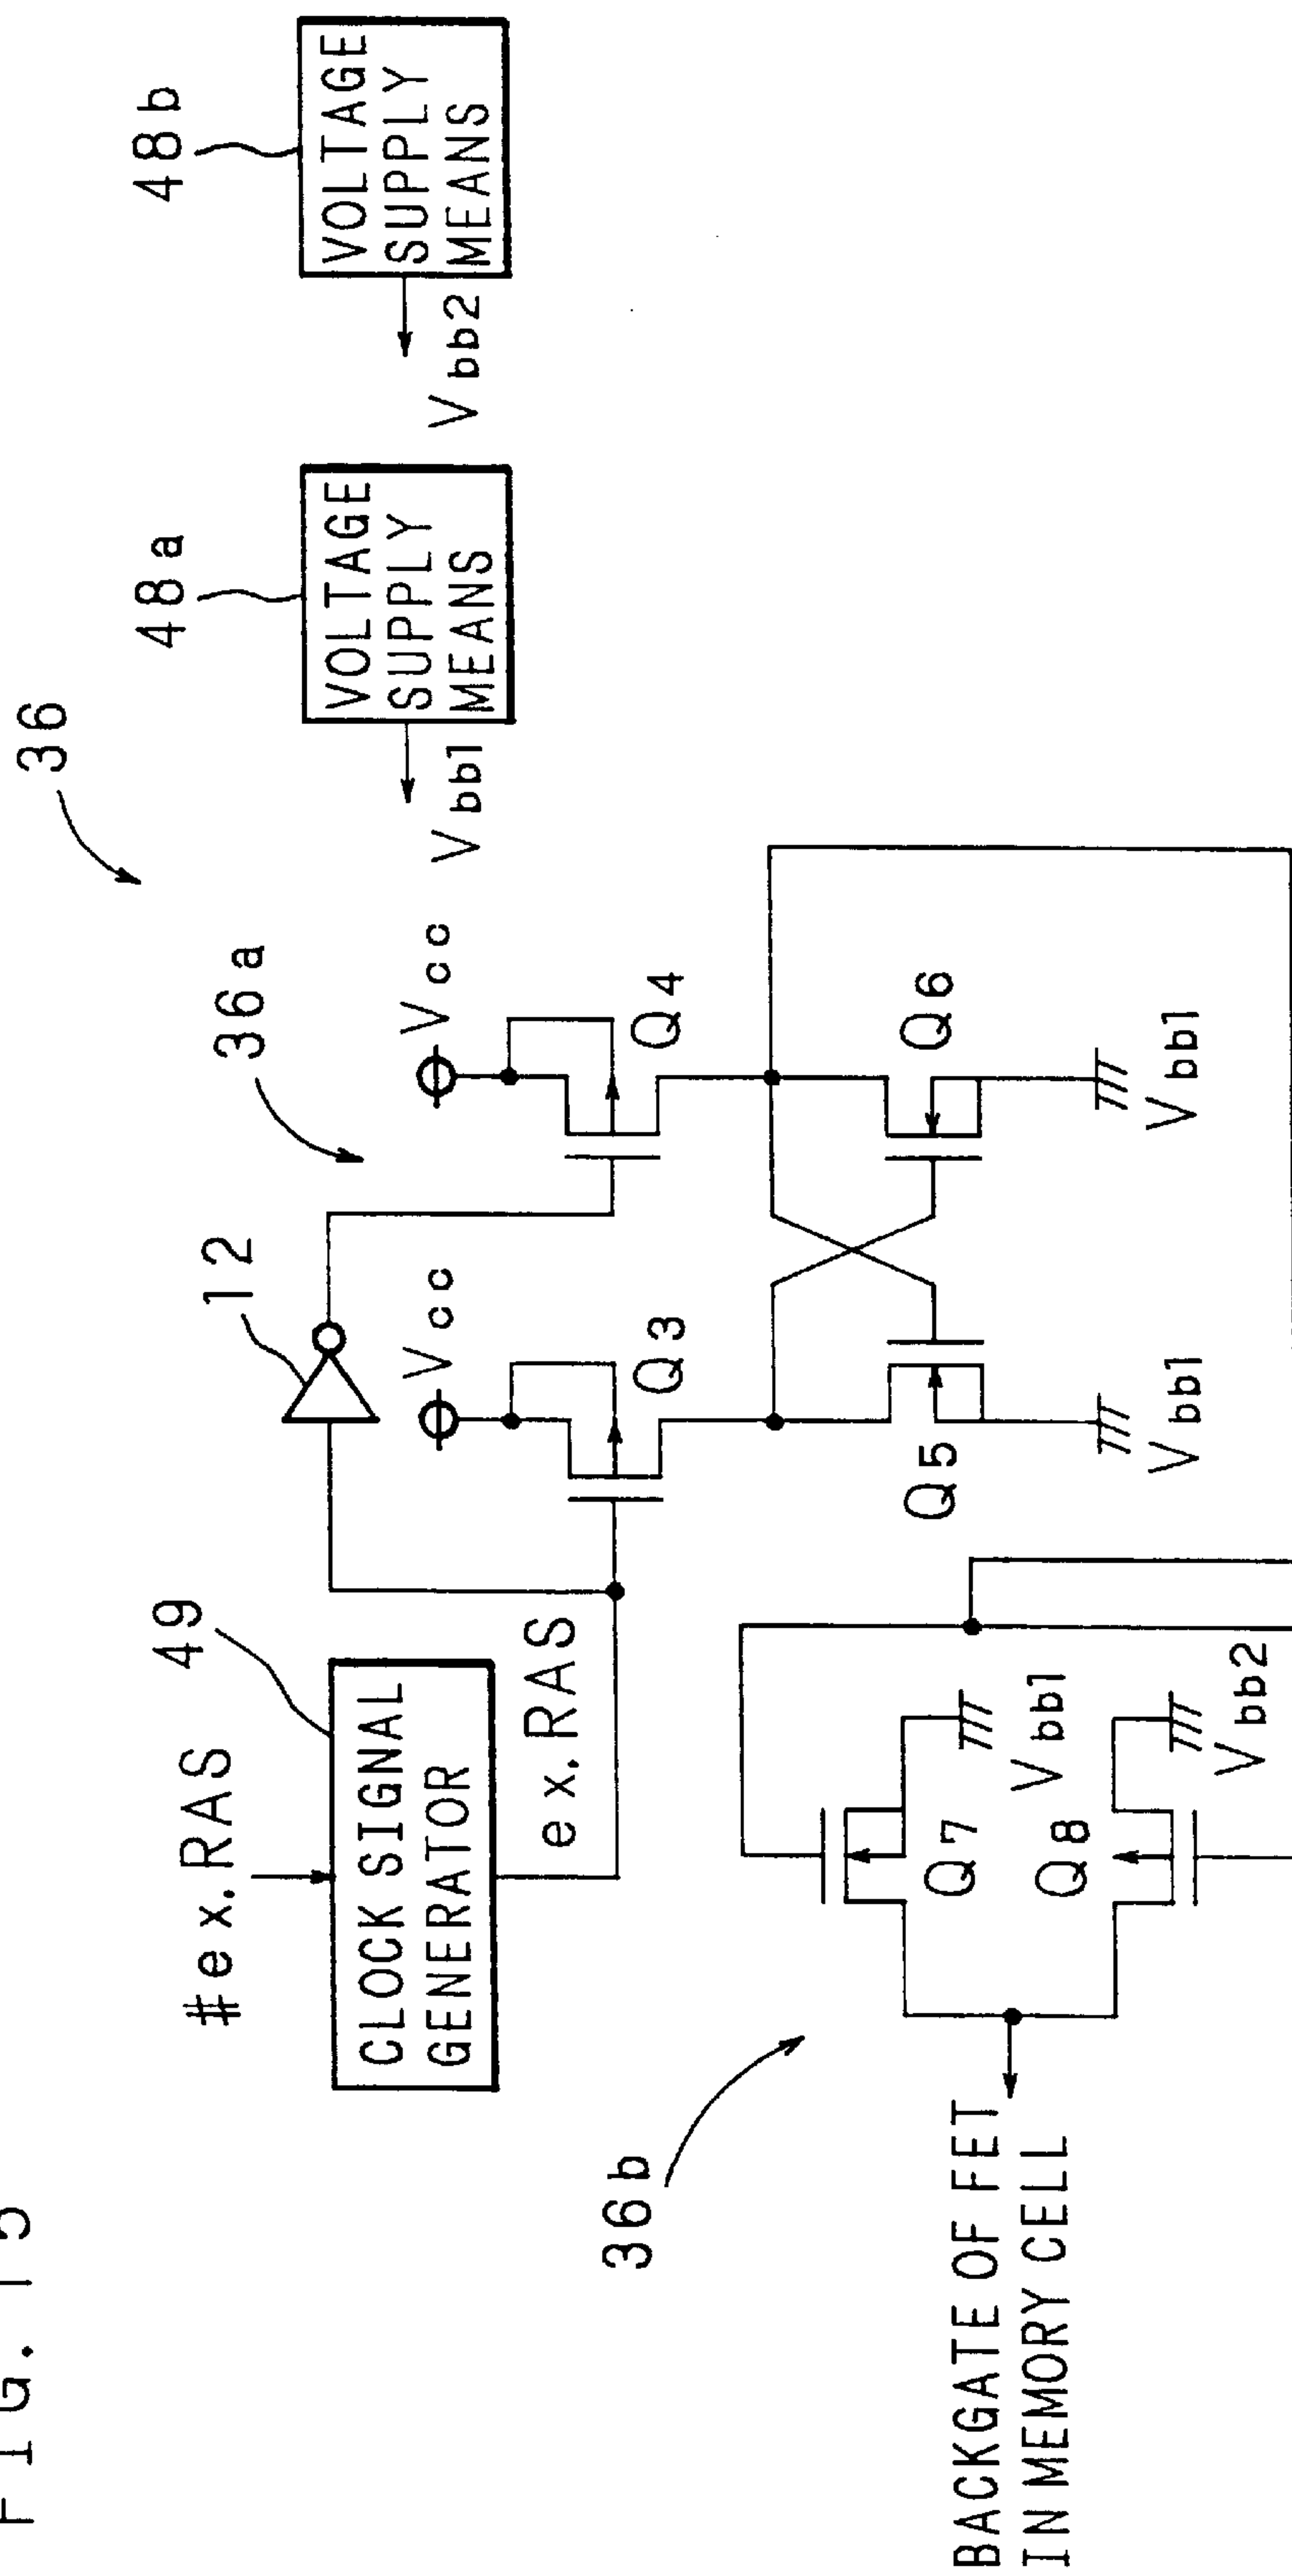 FIG. 15
36
48a
48b
VOLTAGE
SUPPLY
MEANS
VOLTAGE
SUPPLY
MEANS
Vbb1
Vbb2
#ex.RAS
49
12
36a
CLOCK SIGNAL
GENERATOR
Vcc
Vcc
ex.RAS
Q3
Q4
Q5
Q6
Vbb1
Vbb1
36b
Q7
Vbb1
Q8
Vbb2
BACKGATE OF FET
IN MEMORY CELL